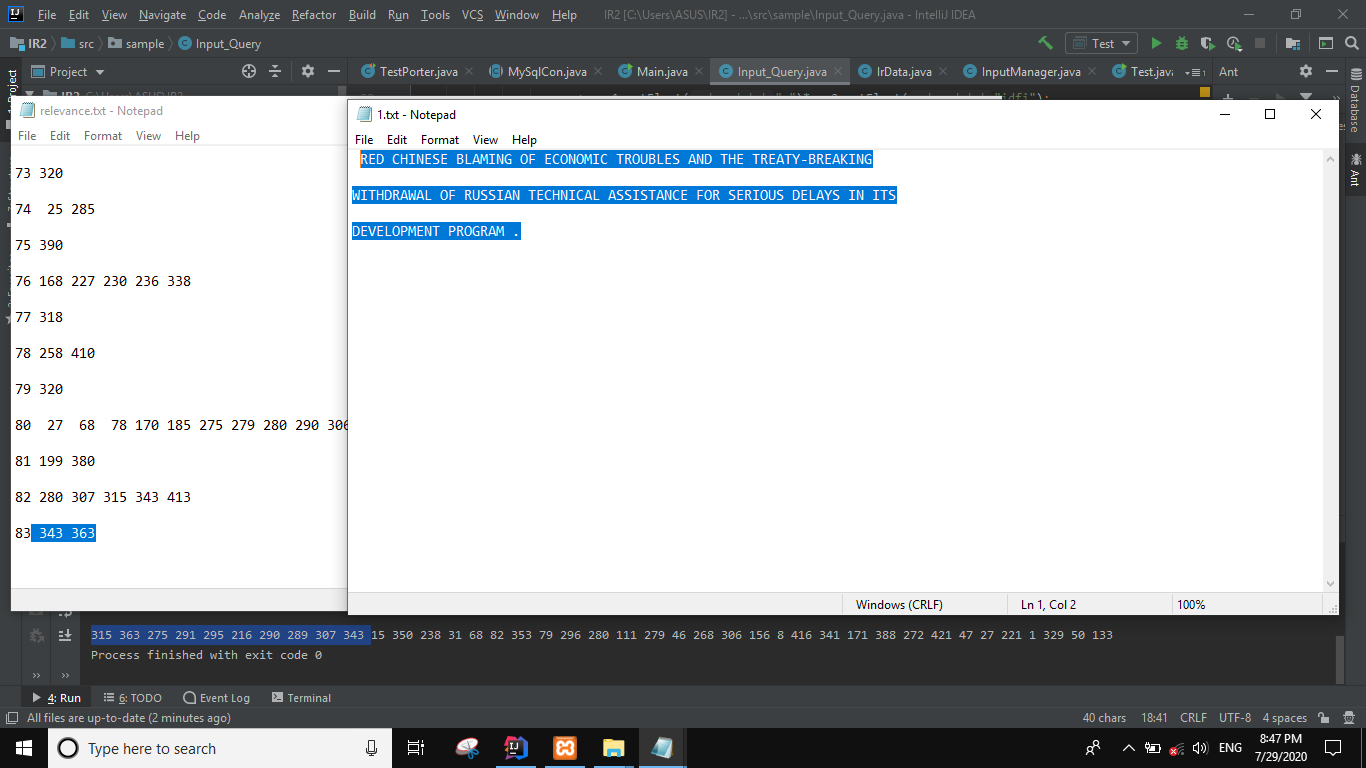 File Edit View Navigate Code Analyze Refactor Build Run Tools VCS Window Help IR2 [C:\Users\ASUS\IR2] - ...\src\sample\Input_Query.java - IntelliJ IDEA
IR2 src sample Input_Query Test
Project Project TestPorter.java MySqlCon.java Main.java Input_Query.java IrData.java InputManager.java Test.java Ant
relevance.txt - Notepad
File Edit Format View Help
73 320
74 25 285
75 390
76 168 227 230 236 338
77 318
78 258 410
79 320
80 27 68 78 170 185 275 279 280 290 306
81 199 380
82 280 307 315 343 413
83 343 363
1.txt - Notepad
File Edit Format View Help
RED CHINESE BLAMING OF ECONOMIC TROUBLES AND THE TREATY-BREAKING
WITHDRAWAL OF RUSSIAN TECHNICAL ASSISTANCE FOR SERIOUS DELAYS IN ITS
DEVELOPMENT PROGRAM .
Windows (CRLF) Ln 1, Col 2 100%
Database
Ant
315 363 275 291 295 216 290 289 307 343 15 350 238 31 68 82 353 79 296 280 111 279 46 268 306 156 8 416 341 171 388 272 421 47 27 221 1 329 50 133
Process finished with exit code 0
4: Run 6: TODO Event Log Terminal
All files are up-to-date (2 minutes ago) 40 chars 18:41 CRLF UTF-8 4 spaces
Type here to search ENG 8:47 PM
7/29/2020